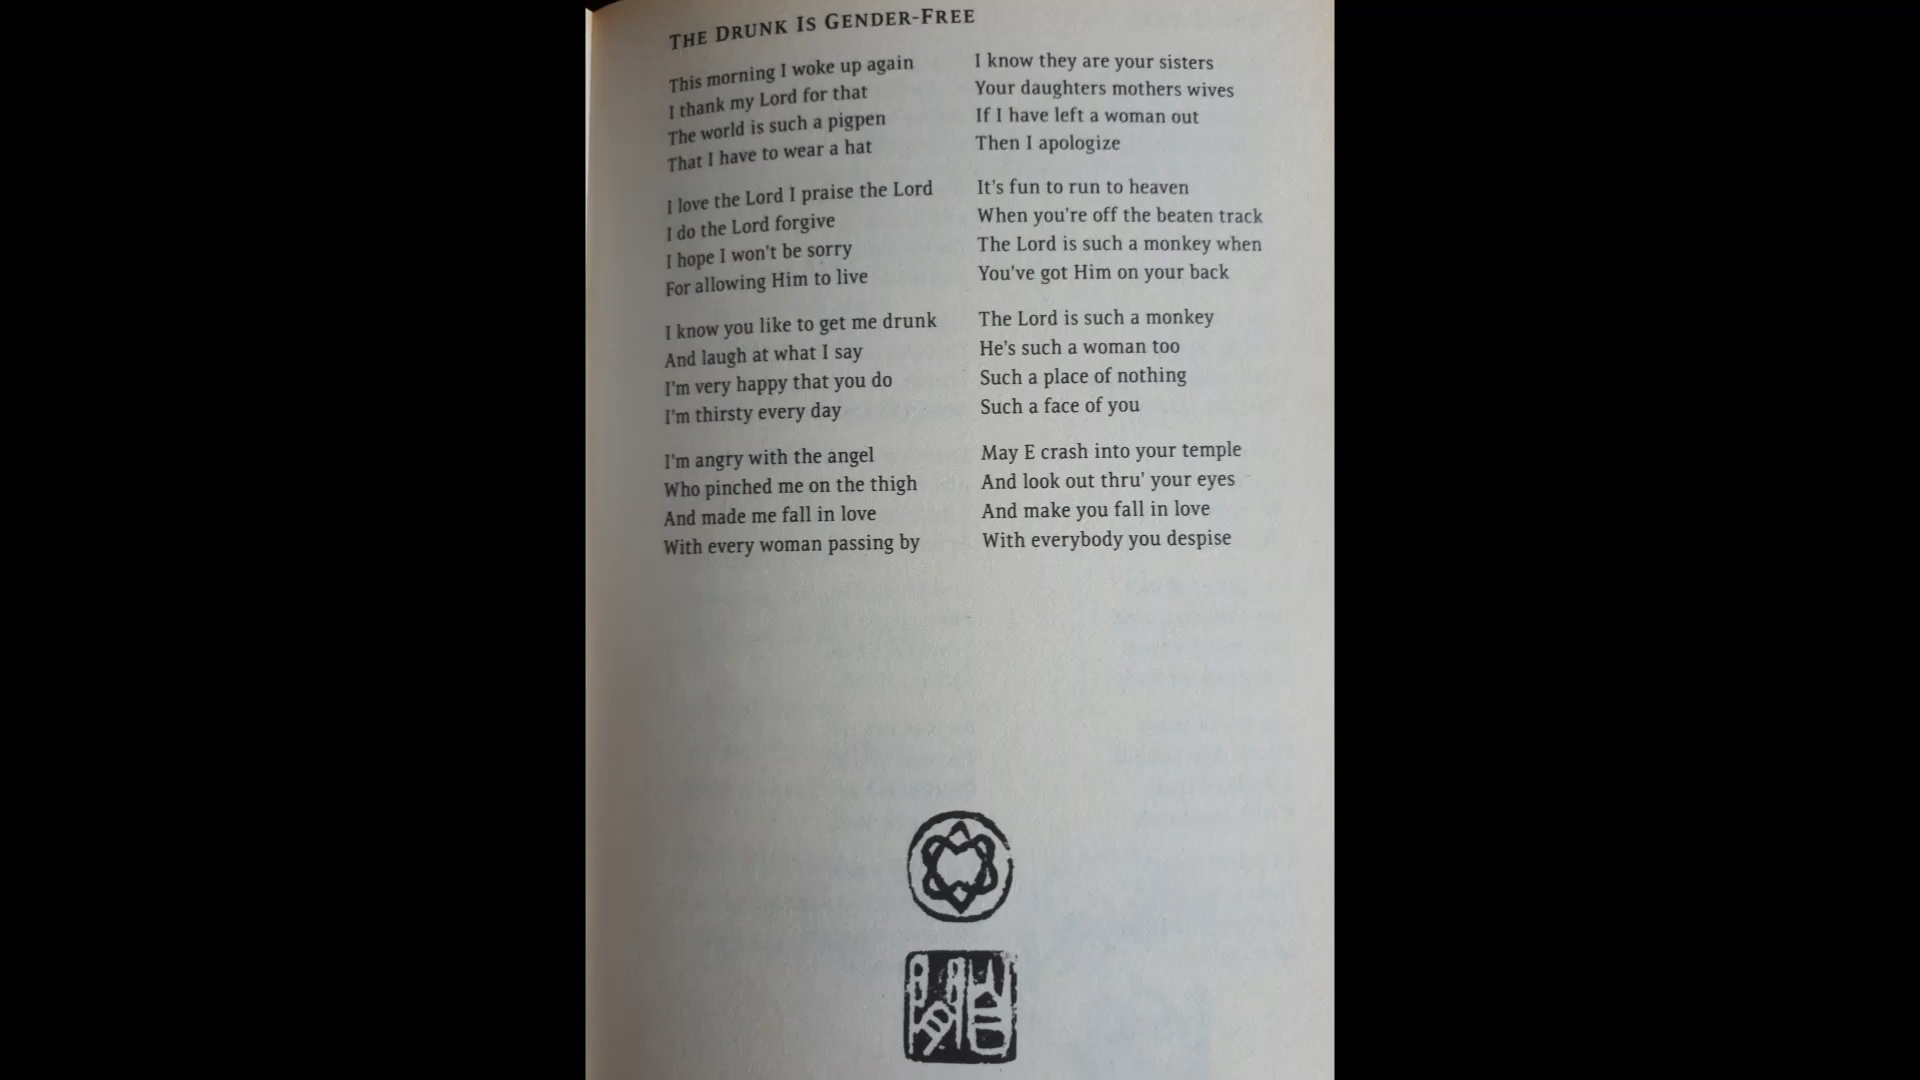 THE DRUNK IS GENDER-FREE
This morning I woke up again
I thank my Lord for that
The world is such a pigpen
That I have to wear a hat
I love the Lord I praise the Lord
I do the Lord forgive
I hope I won't be sorry
For allowing Him to live
I know you like to get me drunk
And laugh at what I say
I'm very happy that you do
I'm thirsty every day
I'm angry with the angel
Who pinched me on the thigh
And made me fall in love
With every woman passing by
I know they are your sisters
Your daughters mothers wives
If I have left a woman out
Then I apologize
It's fun to run to heaven
When you're off the beaten track
The Lord is such a monkey when
You've got Him on your back
The Lord is such a monkey
He's such a woman too
Such a place of nothing
Such a face of you
May E crash into your temple
And look out thru' your eyes
And make you fall in love
With everybody you despise